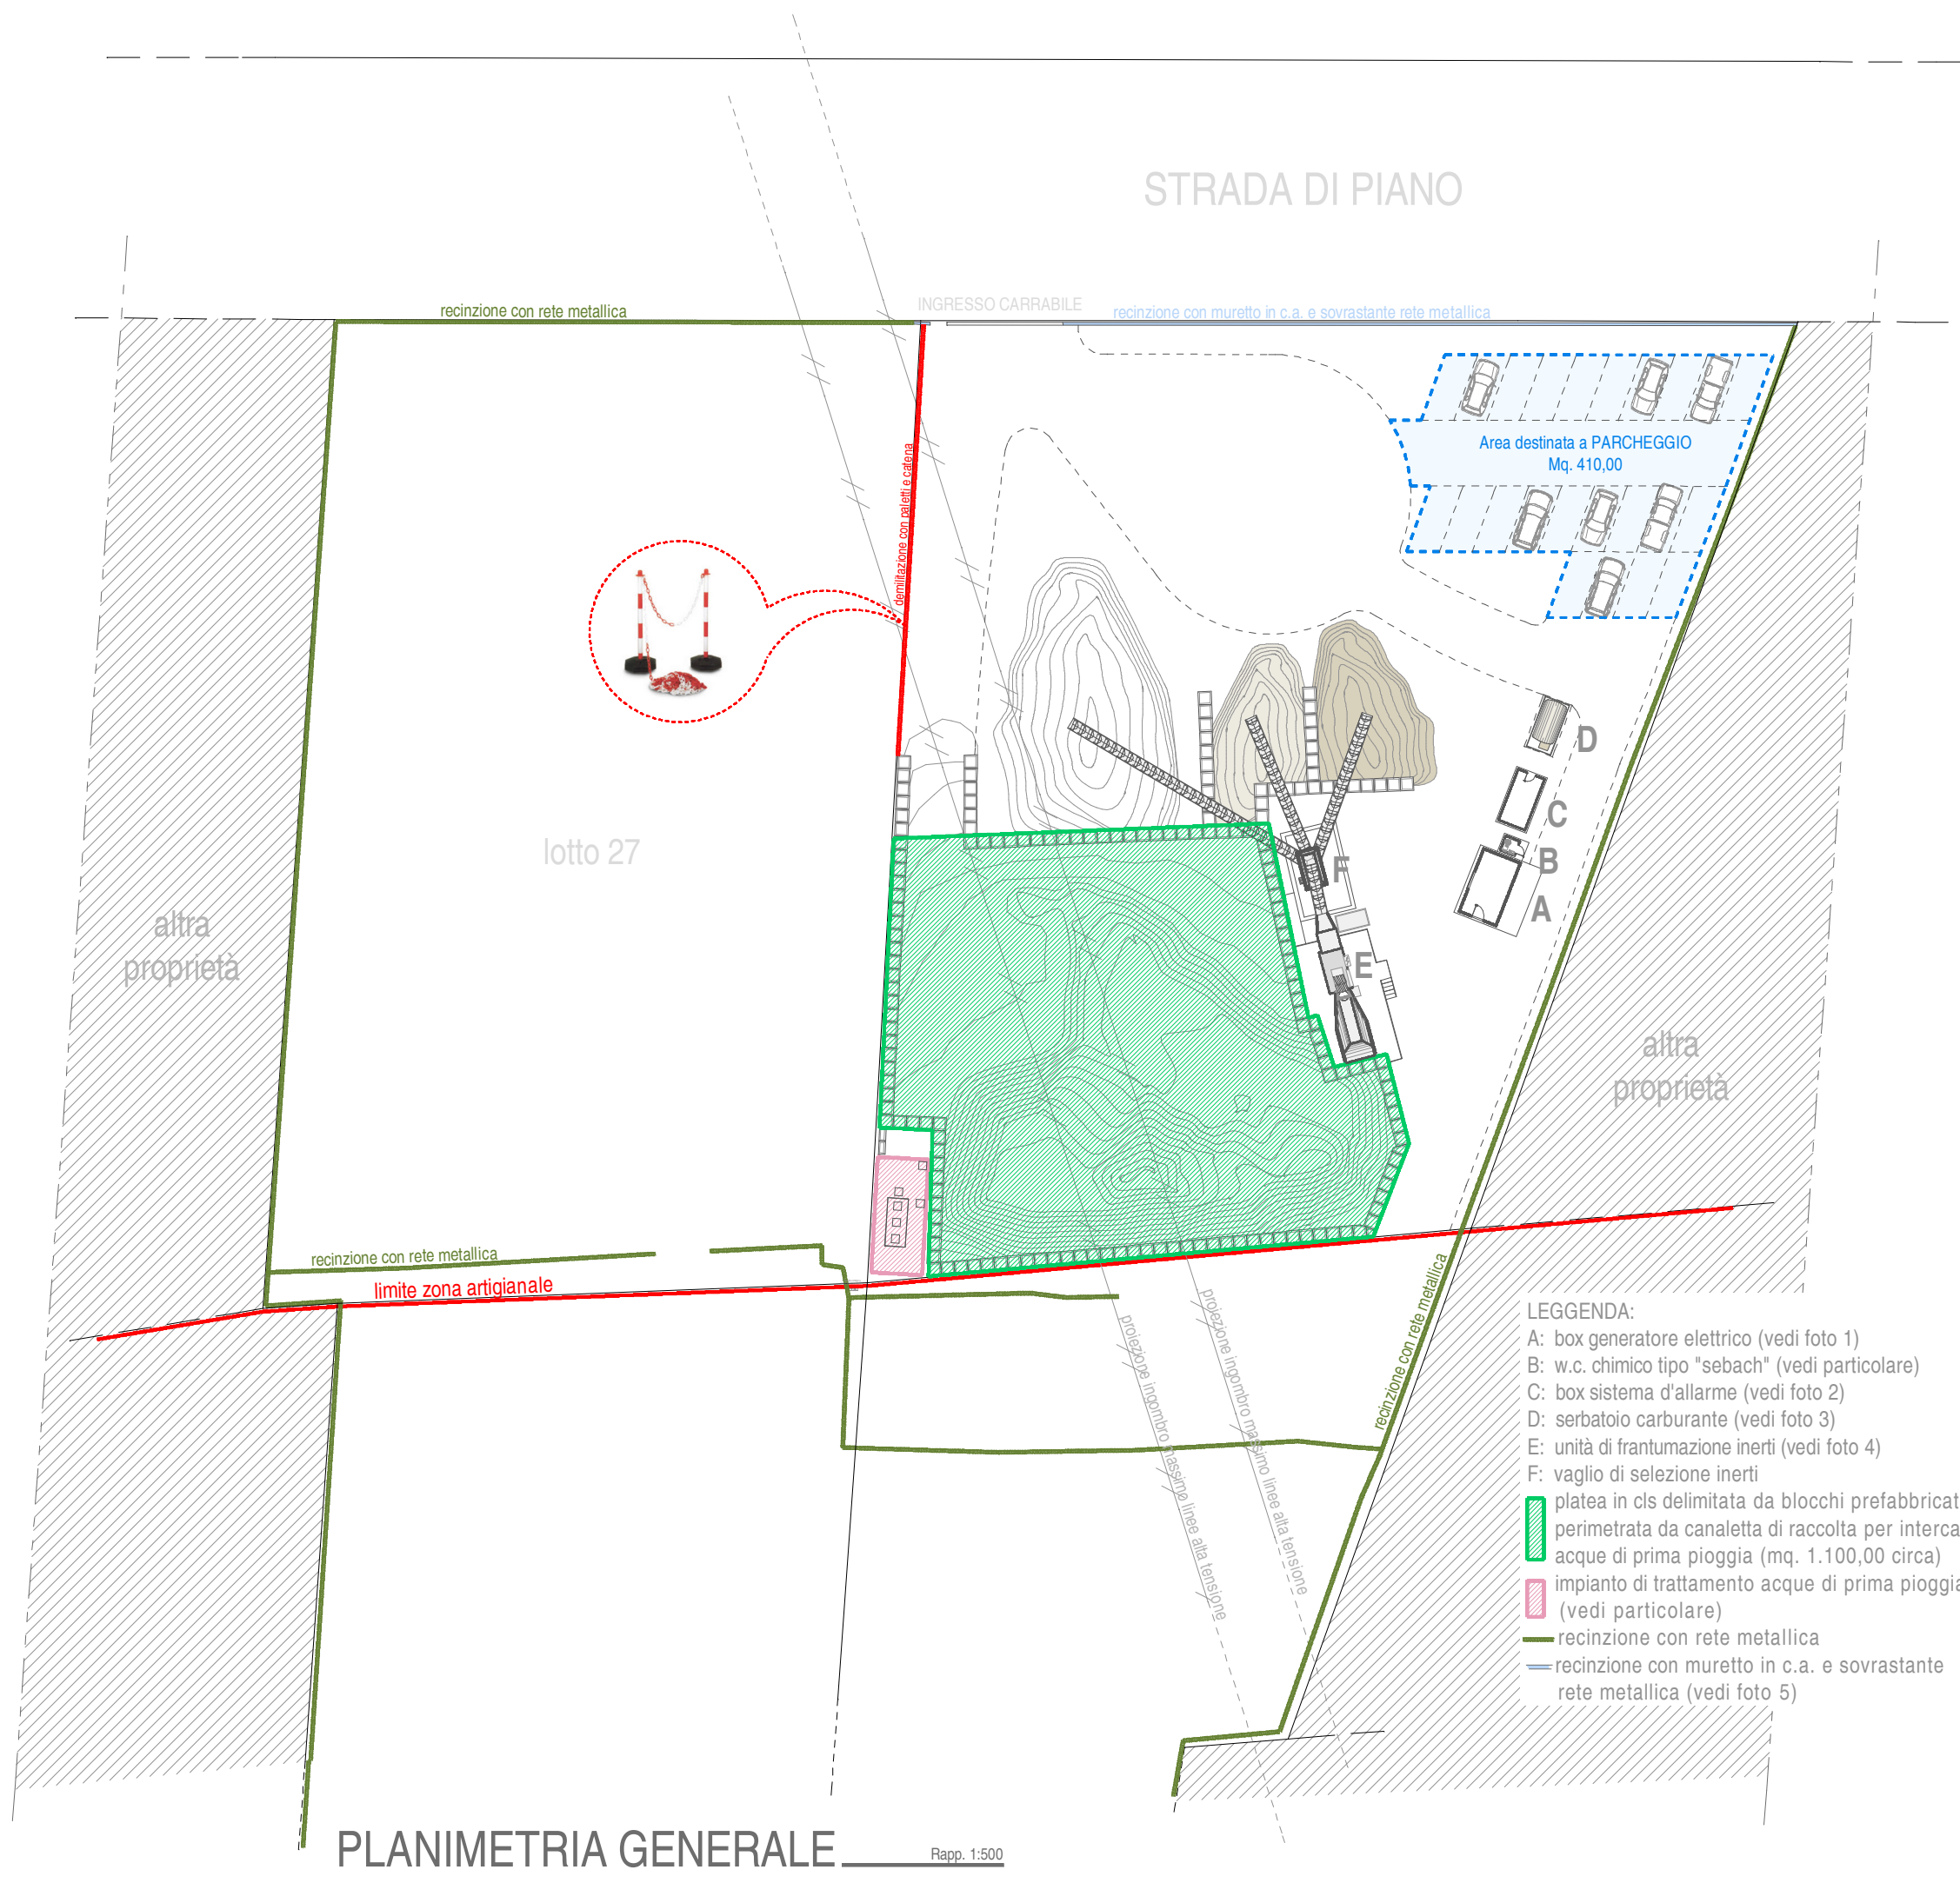 STRADA DI PIANO
INGRESSO CARRABILE
recinzione con rete metallica
recinzione con muretto in c.a. e sovrastante rete metallica
Area destinata a PARCHEGGIO
Mq. 410,00
demilitazione con paletti e catena
D
C
B
A
F
E
lotto 27
altra
proprietà
altra
proprietà
recinzione con rete metallica
limite zona artigianale
recinzione con rete metallica
proiezione ingombro massimo linee alta tensione
proiezione ingombro massimo linee alta tensione
LEGGENDA:
A: box generatore elettrico (vedi foto 1)
B: w.c. chimico tipo "sebach" (vedi particolare)
C: box sistema d'allarme (vedi foto 2)
D: serbatoio carburante (vedi foto 3)
E: unità di frantumazione inerti (vedi foto 4)
F: vaglio di selezione inerti
platea in cls delimitata da blocchi prefabbricat
perimetrata da canaletta di raccolta per interca
acque di prima pioggia (mq. 1.100,00 circa)
impianto di trattamento acque di prima pioggia
(vedi particolare)
recinzione con rete metallica
recinzione con muretto in c.a. e sovrastante
rete metallica (vedi foto 5)
PLANIMETRIA GENERALE
Rapp. 1:500